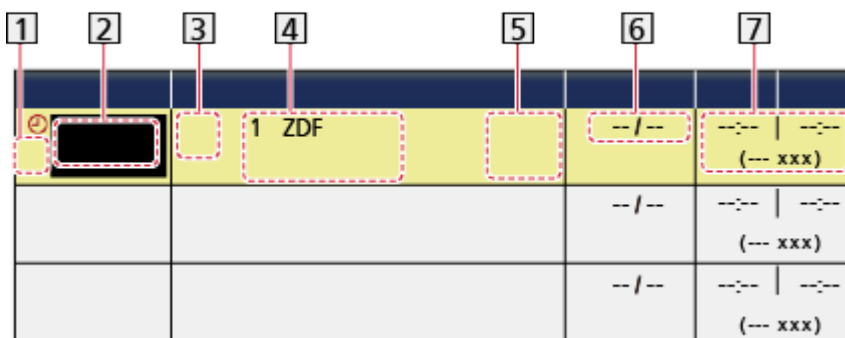 1 2 3 4 5 6 7
1 ZDF --/-- --:-- | --:--
(--- xxx)
--/-- --:-- | --:--
(--- xxx)
--/-- --:-- | --:--
(--- xxx)